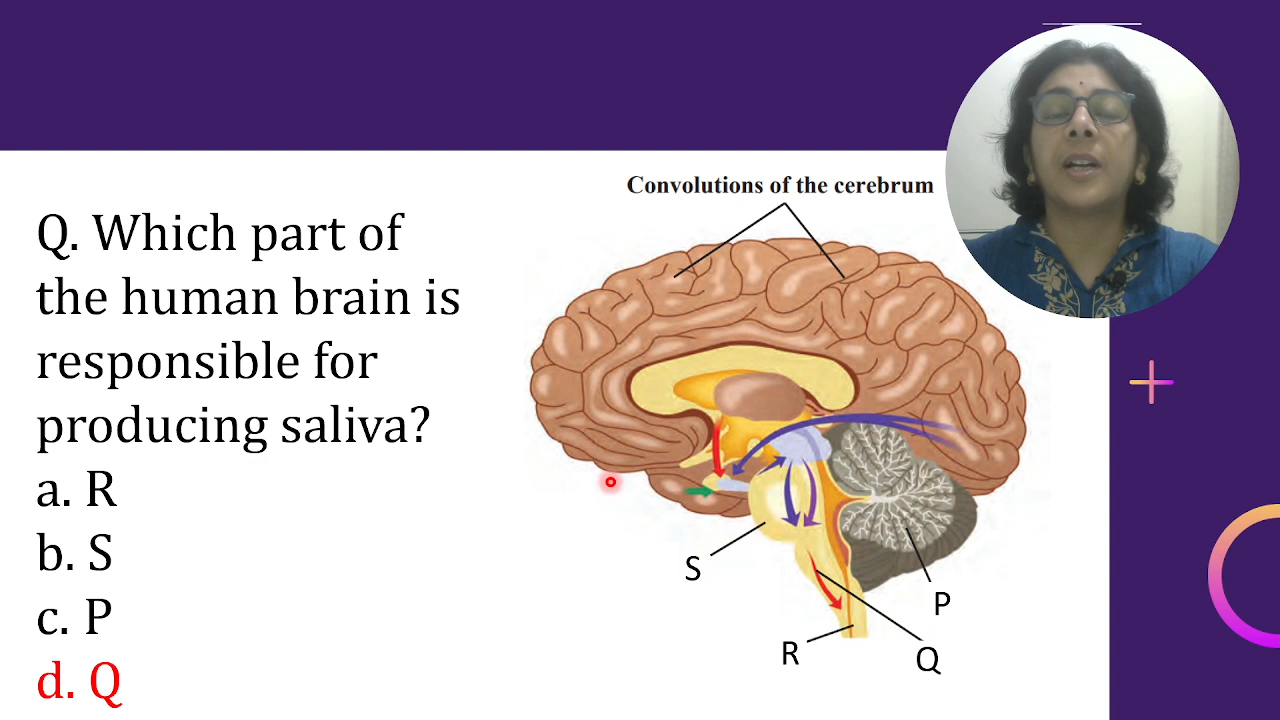 Convolutions of the cerebrum
Q. Which part of
the human brain is
responsible for
producing saliva?
a. R
b. S
c. P
d. Q
S
P
R
Q